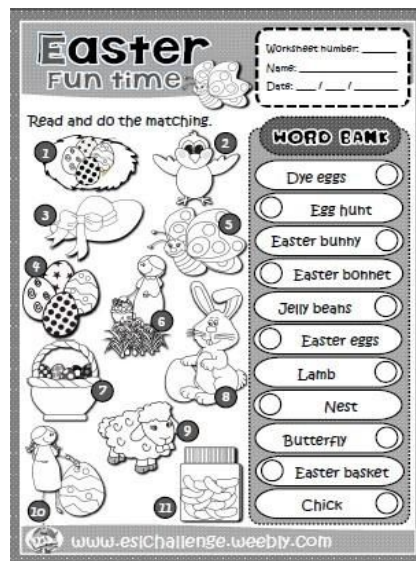 Easter
Fun time
Worksheet number: ______
Name: ______
Date: ___ / ___ / ___
Read and do the matching.
WORD BANK
1
2
3
4
5
6
7
8
9
10
11
Dye eggs
Egg hunt
Easter bunny
Easter bonnet
Jelly beans
Easter eggs
Lamb
Nest
Butterfly
Easter basket
Chick
www.eslchallenge.weebly.com